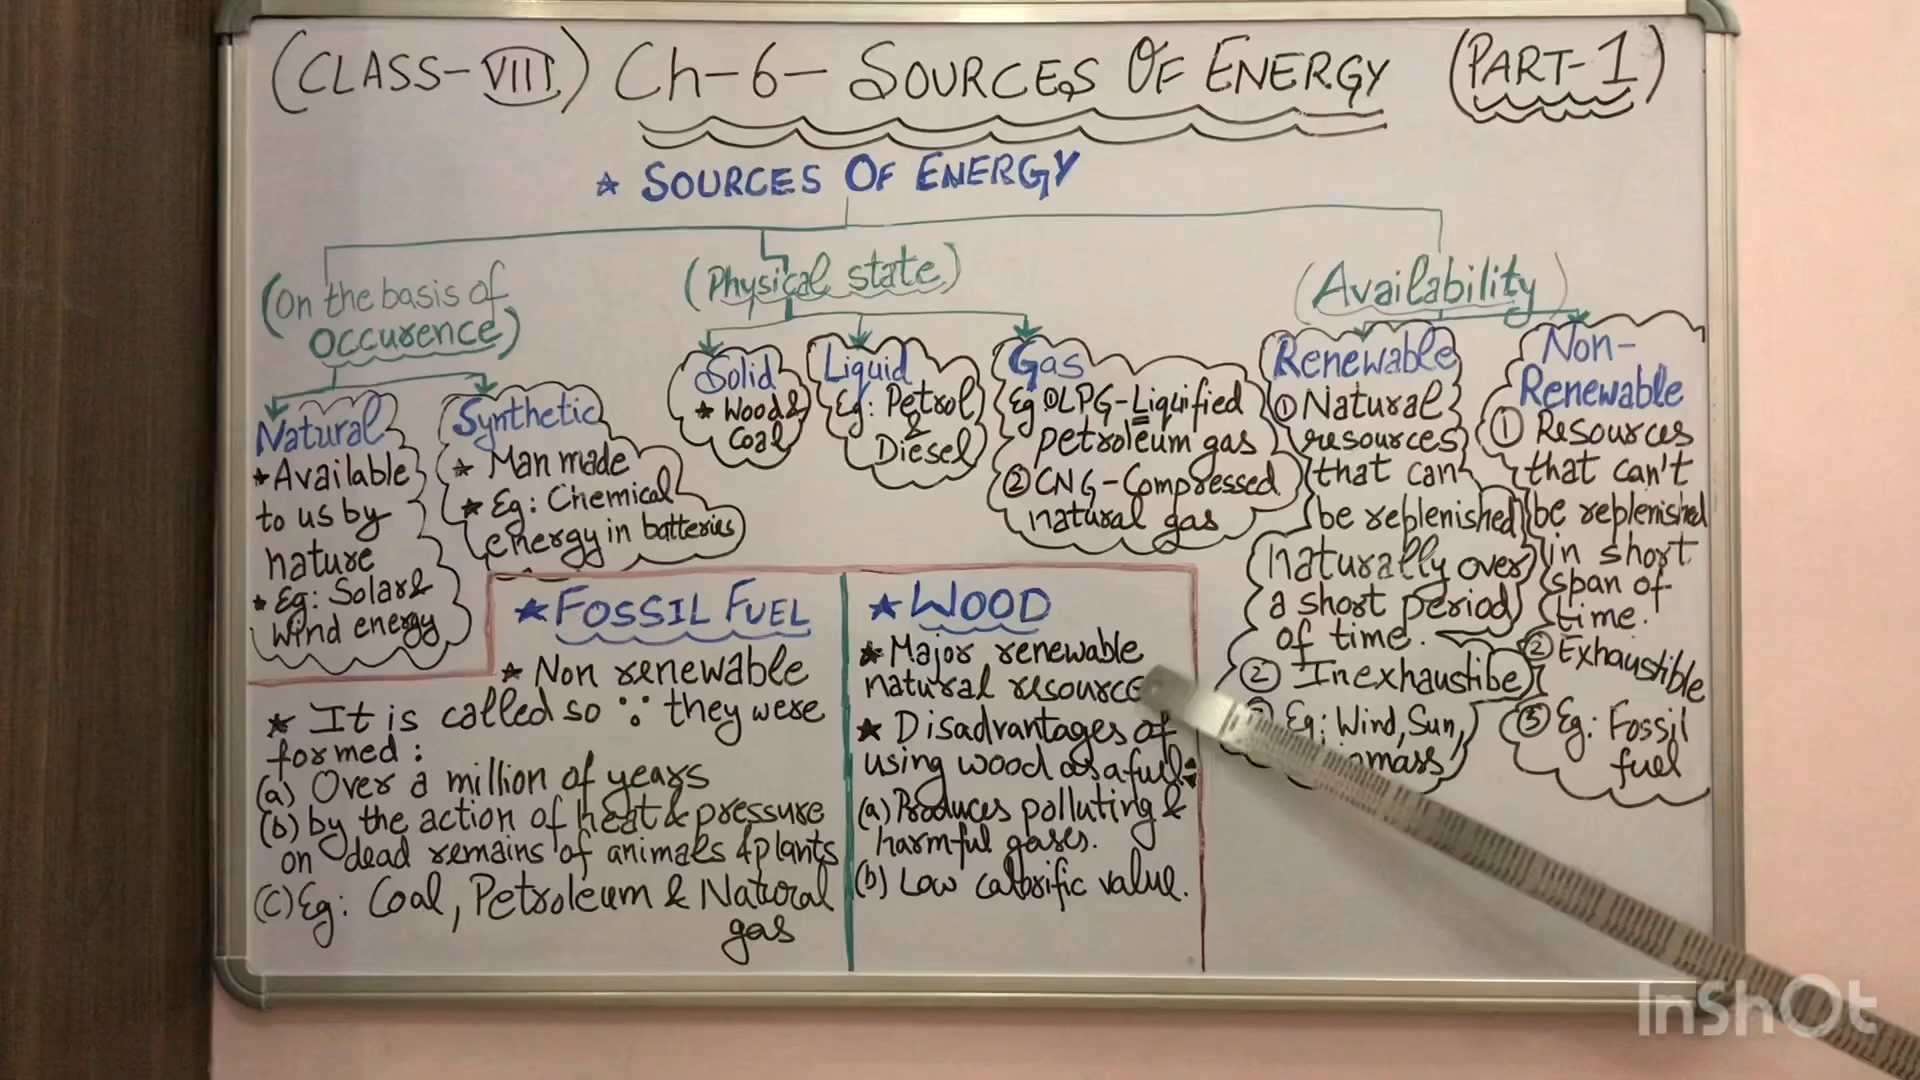 (CLASS-VIII) Ch-6- SOURCES OF ENERGY (PART-1)
★ SOURCES OF ENERGY
(On the basis of
OCCURENCE)
Natural
★ Available
to us by
nature
★ Eg: Solar &
Wind energy
Synthetic
★ Man made
★ Eg: Chemical
energy in batteries
(Physical state)
Solid
★ Wood &
Coal
Liquid
Eg: Petrol
&
Diesel
Gas
Eg ① LPG-Liquified
petroleum gas
② CNG-Compressed
natural gas
(Availability)
Renewable
① Natural
resources
that can
be replenished
naturally over
a short period
of time.
② Inexhaustibe
Eg: Wind, Sun,
mass
Non-
Renewable
① Resources
that can't
be replenished
in short
span of
time.
② Exhaustible
③ Eg: Fossil
fuel
★ FOSSIL FUEL
★ Non renewable
★ It is called so ∵ they were
formed:
(a) Over a million of years
(b) by the action of heat & pressure
on dead remains of animals & plants
(c) Eg: Coal, Petroleum & Natural
gas
★ WOOD
★ Major renewable
natural resource
★ Disadvantages of
using wood as a fuel:
(a) Produces polluting &
harmful gases.
(b) Low calorific value.
InShOt